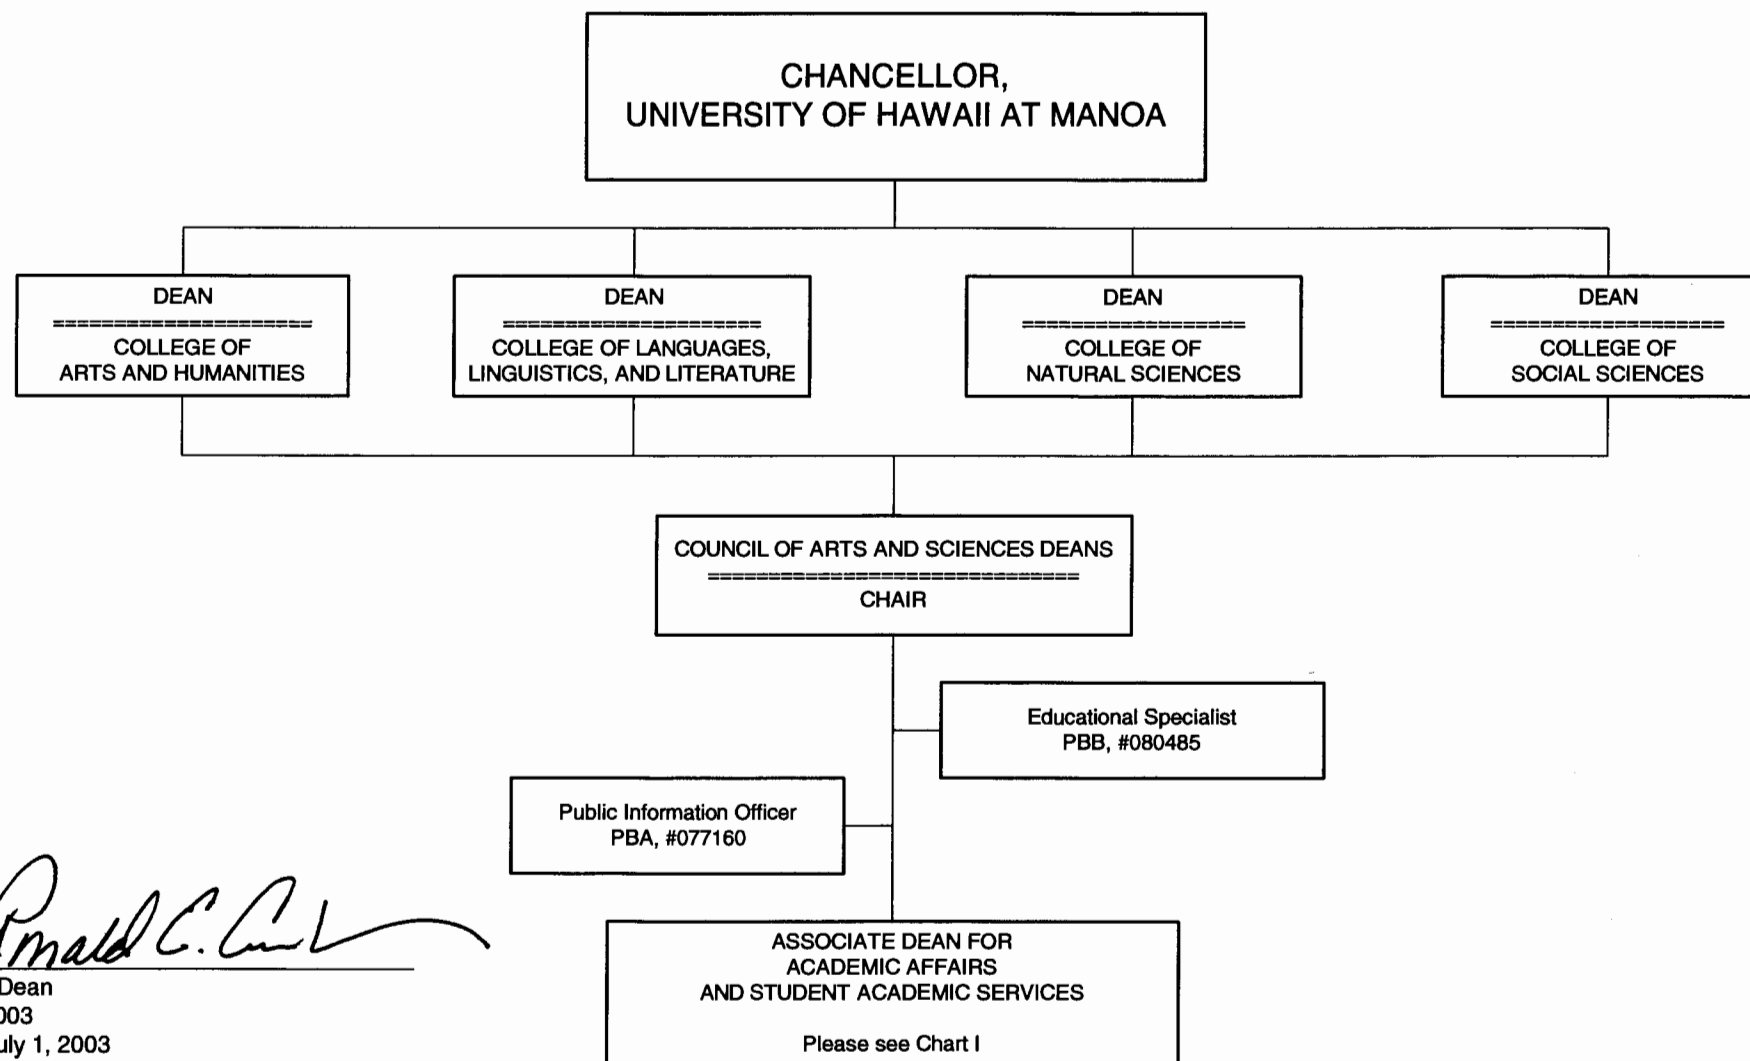 CHANCELLOR,
UNIVERSITY OF HAWAII AT MANOA
DEAN
======================
COLLEGE OF
ARTS AND HUMANITIES
DEAN
======================
COLLEGE OF LANGUAGES,
LINGUISTICS, AND LITERATURE
DEAN
===================
COLLEGE OF
NATURAL SCIENCES
DEAN
====================
COLLEGE OF
SOCIAL SCIENCES
COUNCIL OF ARTS AND SCIENCES DEANS
===============================
CHAIR
Educational Specialist
PBB, #080485
Public Information Officer
PBA, #077160
Dean
003
uly 1, 2003
ASSOCIATE DEAN FOR
ACADEMIC AFFAIRS
AND STUDENT ACADEMIC SERVICES
Please see Chart I